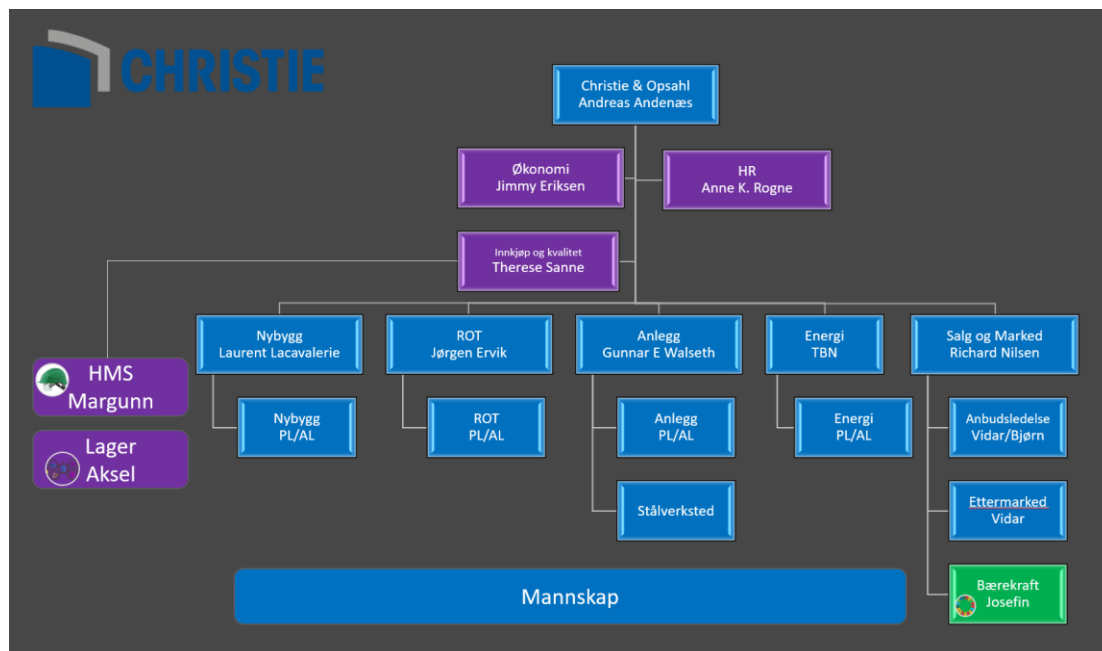 CHRISTIE
Christie & Opsahl
Andreas Andenæs
Økonomi
Jimmy Eriksen
HR
Anne K. Rogne
Innkjøp og kvalitet
Therese Sanne
Nybygg
Laurent Lacavalerie
ROT
Jørgen Ervik
Anlegg
Gunnar E Walseth
Energi
TBN
Salg og Marked
Richard Nilsen
HMS
Margunn
Lager
Aksel
Nybygg
PL/AL
ROT
PL/AL
Anlegg
PL/AL
Energi
PL/AL
Anbudsledelse
Vidar/Bjørn
Stålverksted
Ettermarked
Vidar
Bærekraft
Josefin
Mannskap